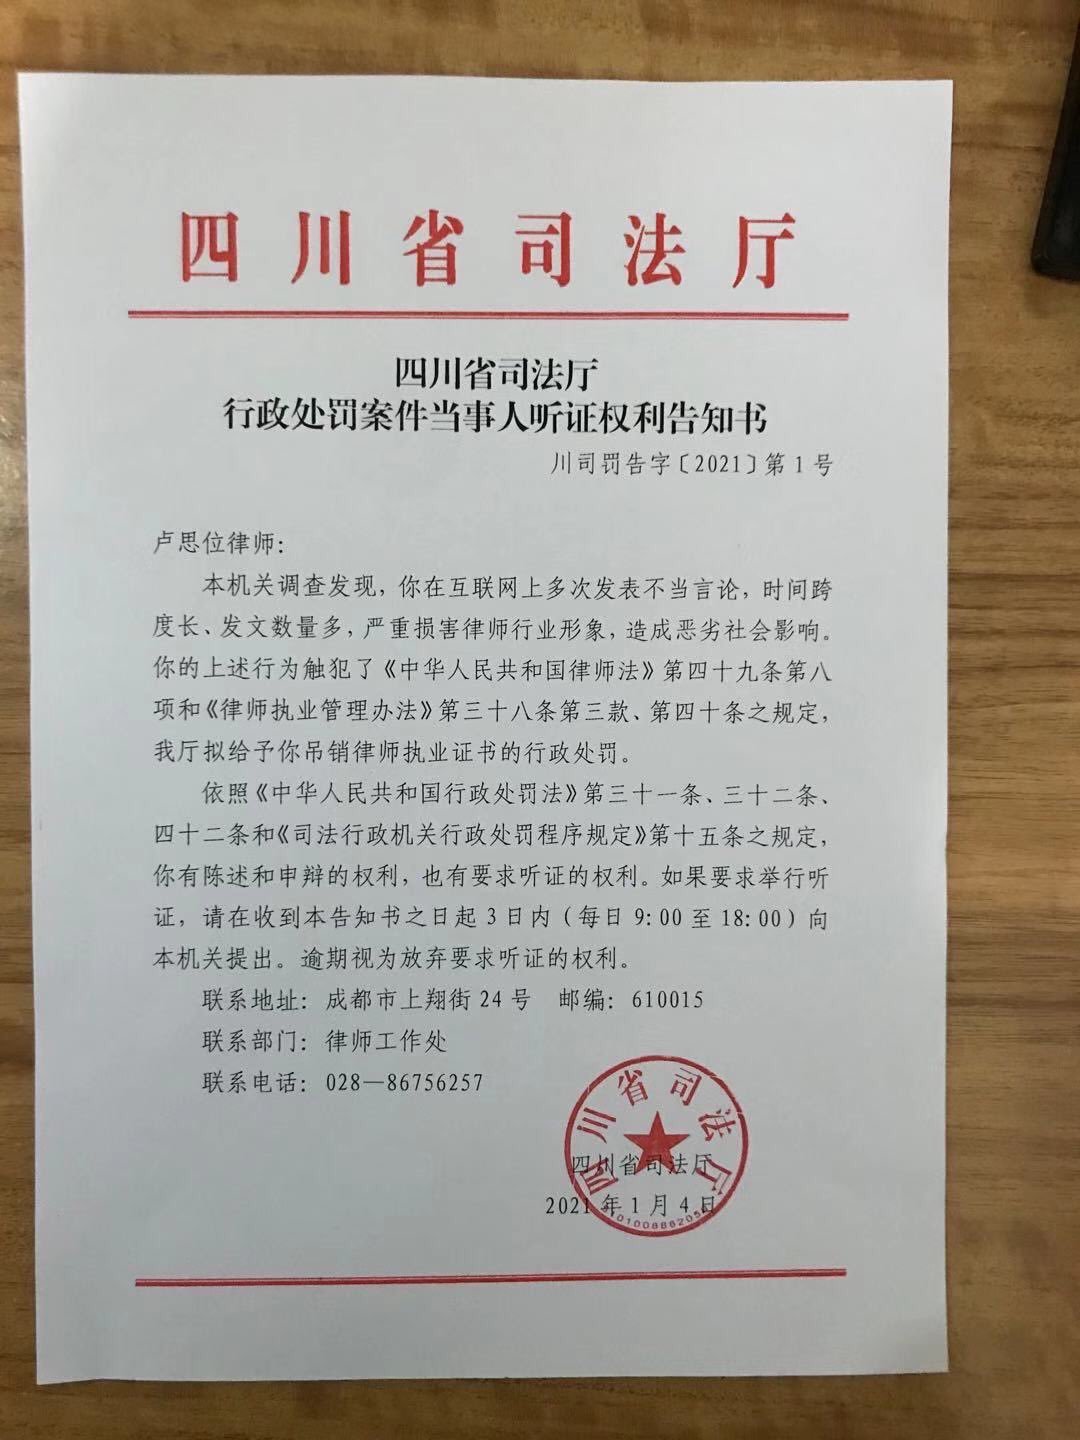 四川省司法厅
四川省司法厅
行政处罚案件当事人听证权利告知书
川司罚告字〔2021〕第1号
卢思位律师：
本机关调查发现，你在互联网上多次发表不当言论，时间跨
度长、发文数量多，严重损害律师行业形象，造成恶劣社会影响。
你的上述行为触犯了《中华人民共和国律师法》第四十九条第八
项和《律师执业管理办法》第三十八条第三款、第四十条之规定，
我厅拟给予你吊销律师执业证书的行政处罚。
依照《中华人民共和国行政处罚法》第三十一条、三十二条、
四十二条和《司法行政机关行政处罚程序规定》第十五条之规定，
你有陈述和申辩的权利，也有要求听证的权利。如果要求举行听
证，请在收到本告知书之日起3日内（每日9:00至18:00）向
本机关提出。逾期视为放弃要求听证的权利。
联系地址：成都市上翔街24号 邮编：610015
联系部门：律师工作处
联系电话：028—86756257
四川省司法厅
四川省司法厅
2021年1月4日